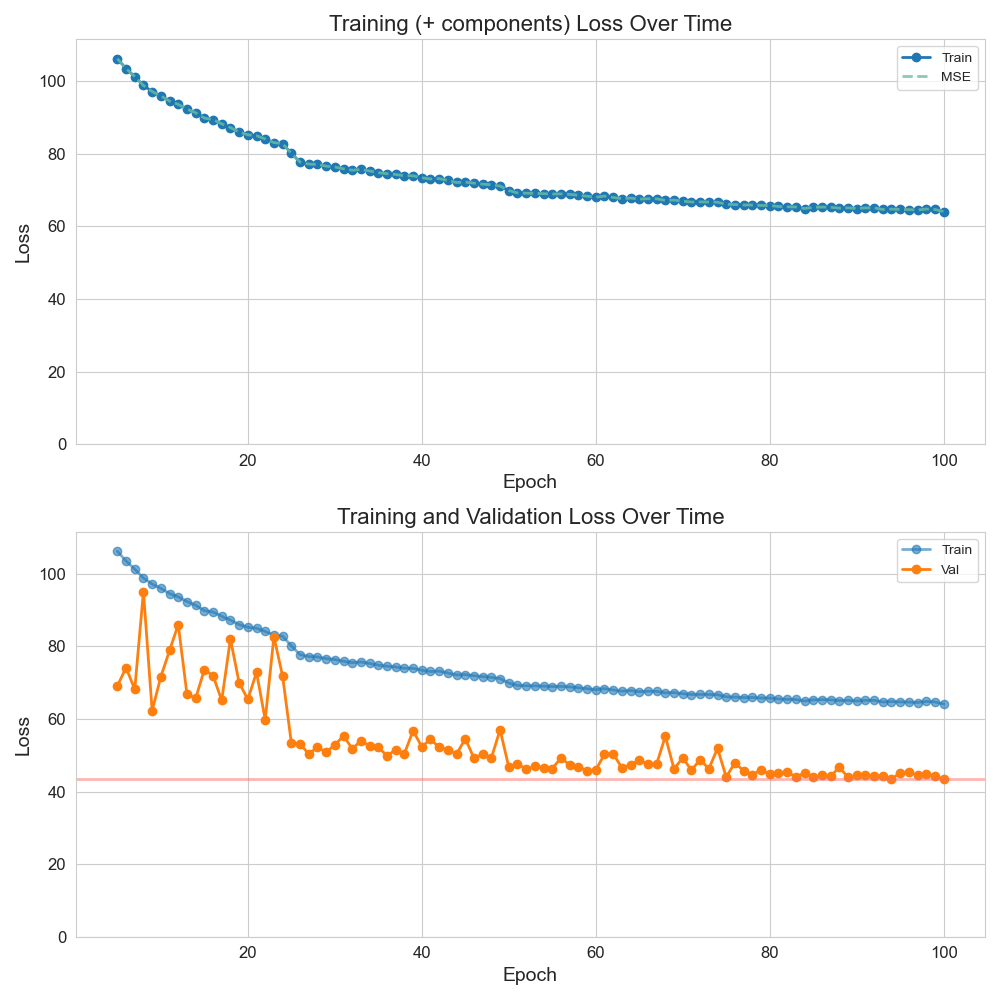 Training (+ components) Loss Over Time
Train
MSE
100
80
60
40
20
0
Loss
20 40 60 80 100
Epoch
Training and Validation Loss Over Time
Train
Val
100
80
60
40
20
0
Loss
20 40 60 80 100
Epoch